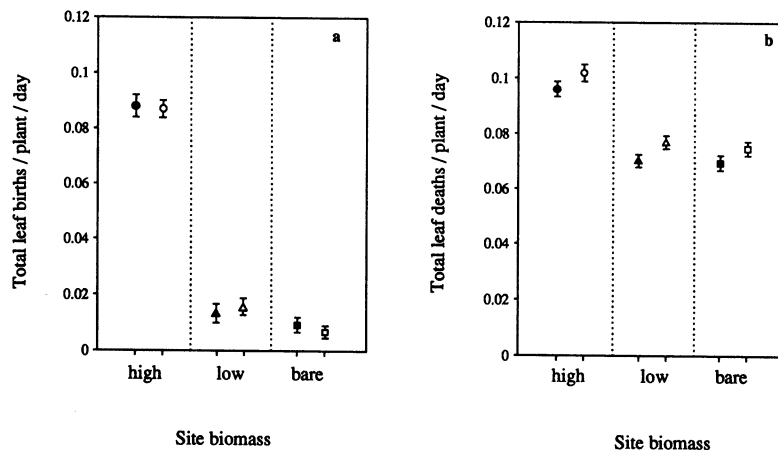 a
Total leaf births / plant / day
0.12
0.1
0.08
0.06
0.04
0.02
0
high low bare
Site biomass
b
Total leaf deaths / plant / day
0.12
0.1
0.08
0.06
0.04
0.02
0
high low bare
Site biomass